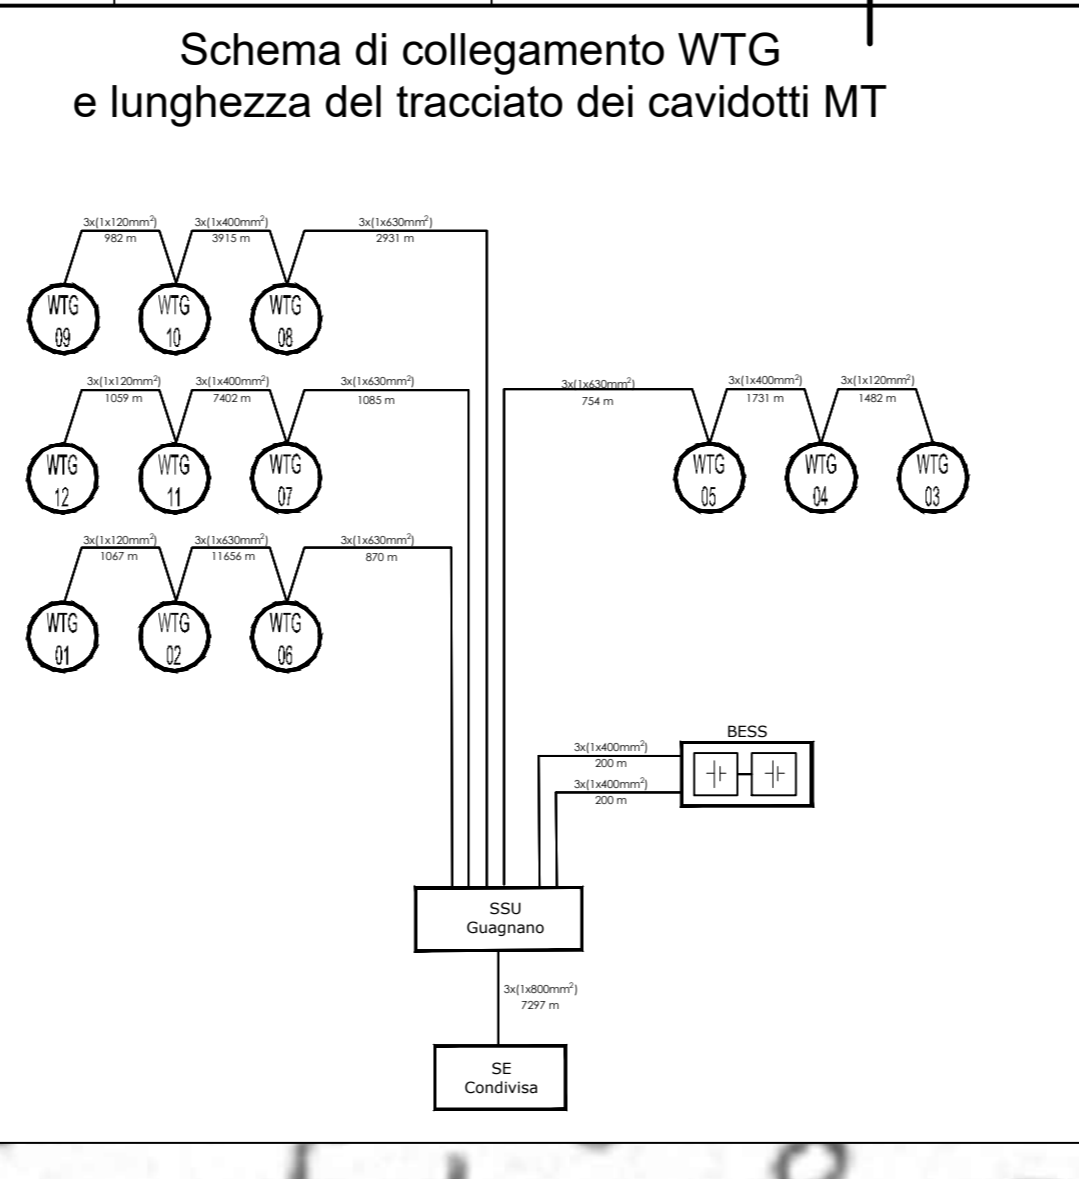 Schema di collegamento WTG
e lunghezza del tracciato dei cavidotti MT
3x(1x120mm²) 3x(1x400mm²) 3x(1x630mm²)
982 m 3915 m 2931 m
WTG WTG WTG
09 10 08
3x(1x120mm²) 3x(1x400mm²) 3x(1x630mm²)
1059 m 7402 m 1085 m
WTG WTG WTG
12 11 07
3x(1x630mm²) 3x(1x400mm²) 3x(1x120mm²)
754 m 1731 m 1482 m
WTG WTG WTG
05 04 03
3x(1x120mm²) 3x(1x630mm²) 3x(1x630mm²)
1067 m 11656 m 870 m
WTG WTG WTG
01 02 06
BESS
3x(1x400mm²)
200 m
3x(1x400mm²)
200 m
SSU
Guagnano
3x(1x800mm²)
7297 m
SE
Condivisa